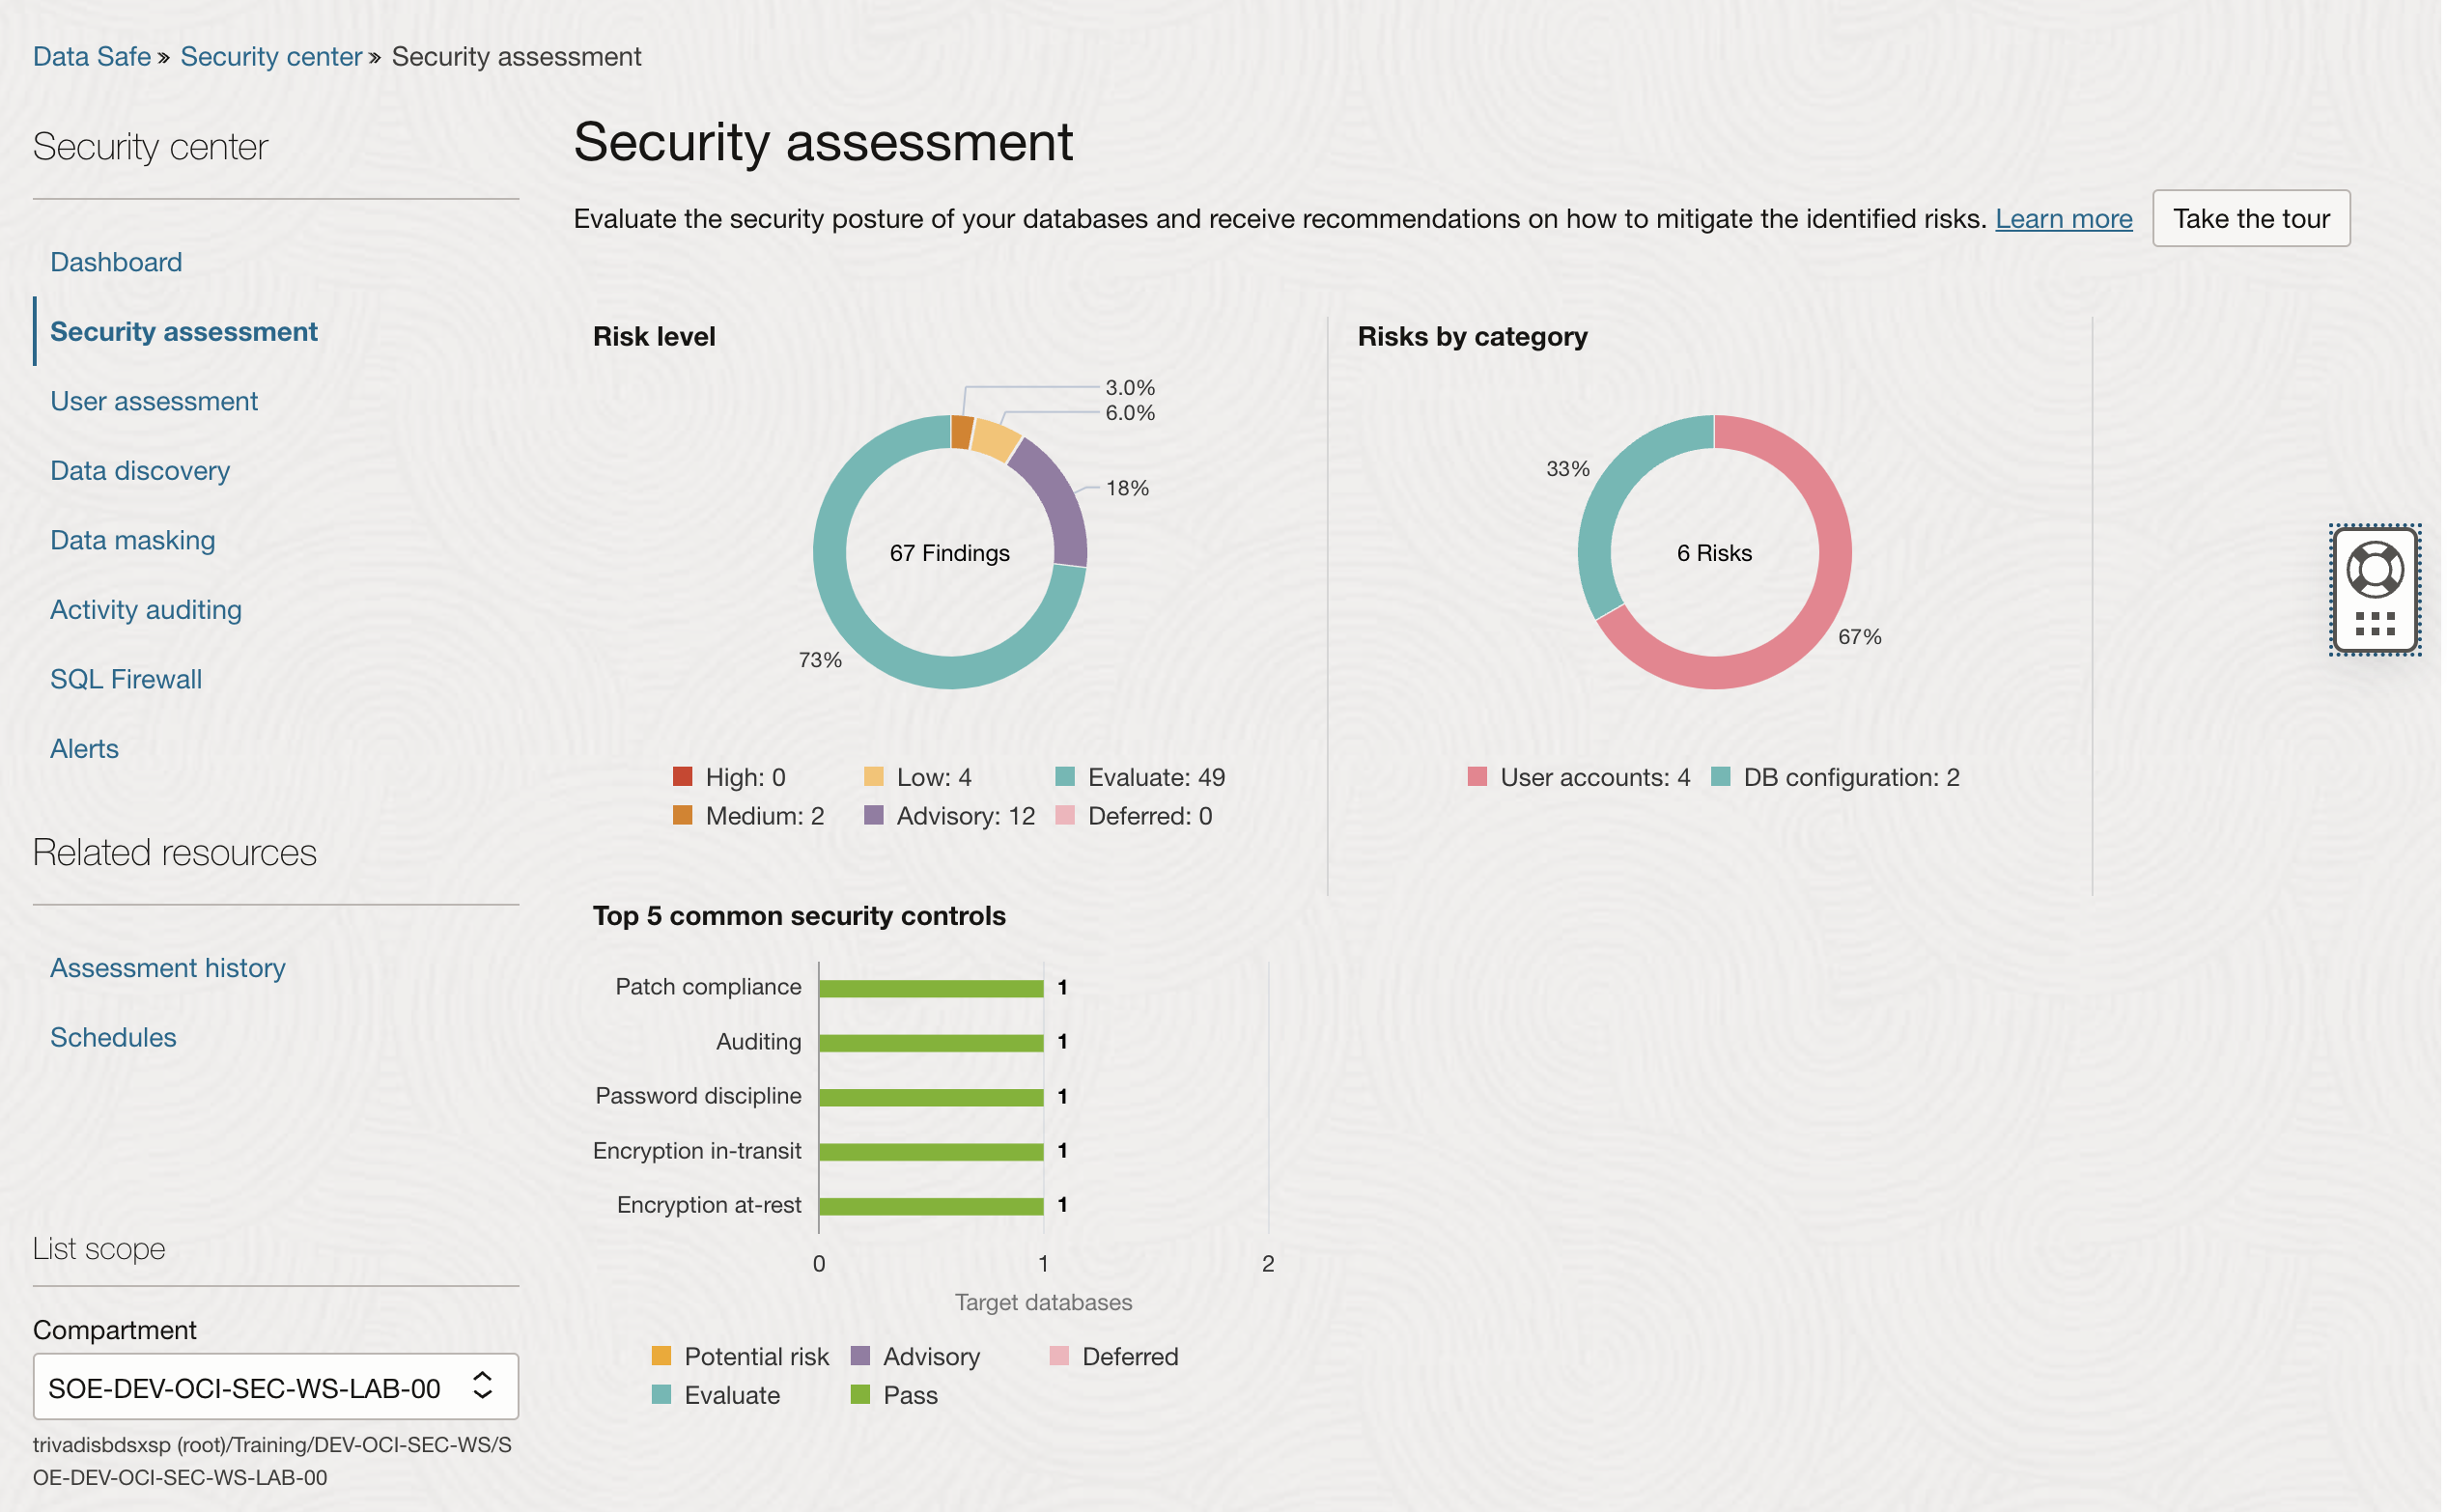 Data Safe » Security center » Security assessment
Security center
Dashboard
Security assessment
User assessment
Data discovery
Data masking
Activity auditing
SQL Firewall
Alerts
Related resources
Assessment history
Schedules
List scope
Compartment
SOE-DEV-OCI-SEC-WS-LAB-00
trivadisbdsxsp (root)/Training/DEV-OCI-SEC-WS/S
OE-DEV-OCI-SEC-WS-LAB-00
Security assessment
Evaluate the security posture of your databases and receive recommendations on how to mitigate the identified risks. Learn more Take the tour
Risk level
3.0%
6.0%
18%
67 Findings
73%
High: 0 Low: 4 Evaluate: 49
Medium: 2 Advisory: 12 Deferred: 0
Risks by category
33%
6 Risks
67%
User accounts: 4 DB configuration: 2
Top 5 common security controls
Patch compliance 1
Auditing 1
Password discipline 1
Encryption in-transit 1
Encryption at-rest 1
0 1 2
Target databases
Potential risk Advisory Deferred
Evaluate Pass